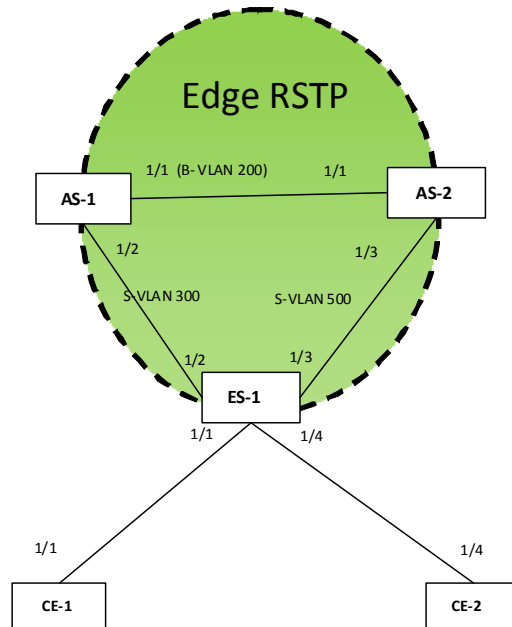 Edge RSTP
1/1 (B- VLAN 200) 1/1
AS-1
AS-2
1/2
1/3
S-VLAN 300
S-VLAN 500
1/2
1/3
ES-1
1/1
1/4
1/1
1/4
CE-1
CE-2